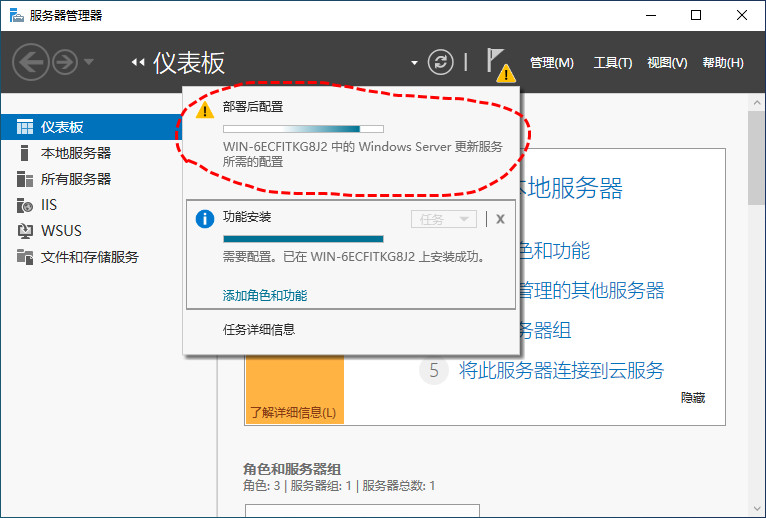 服务器管理器
仪表板
管理(M) 工具(T) 视图(V) 帮助(H)
仪表板
本地服务器
所有服务器
IIS
WSUS
文件和存储服务
部署后配置
WIN-6ECFITKG8J2 中的 Windows Server 更新服务
所需的配置
功能安装
任务
X
需要配置。已在 WIN-6ECFITKG8J2 上安装成功。
添加角色和功能
任务详细信息
本地服务器
色和功能
管理的其他服务器
务器组
5 将此服务器连接到云服务
了解详细信息(L)
隐藏
角色和服务器组
角色: 3 | 服务器组: 1 | 服务器总数: 1